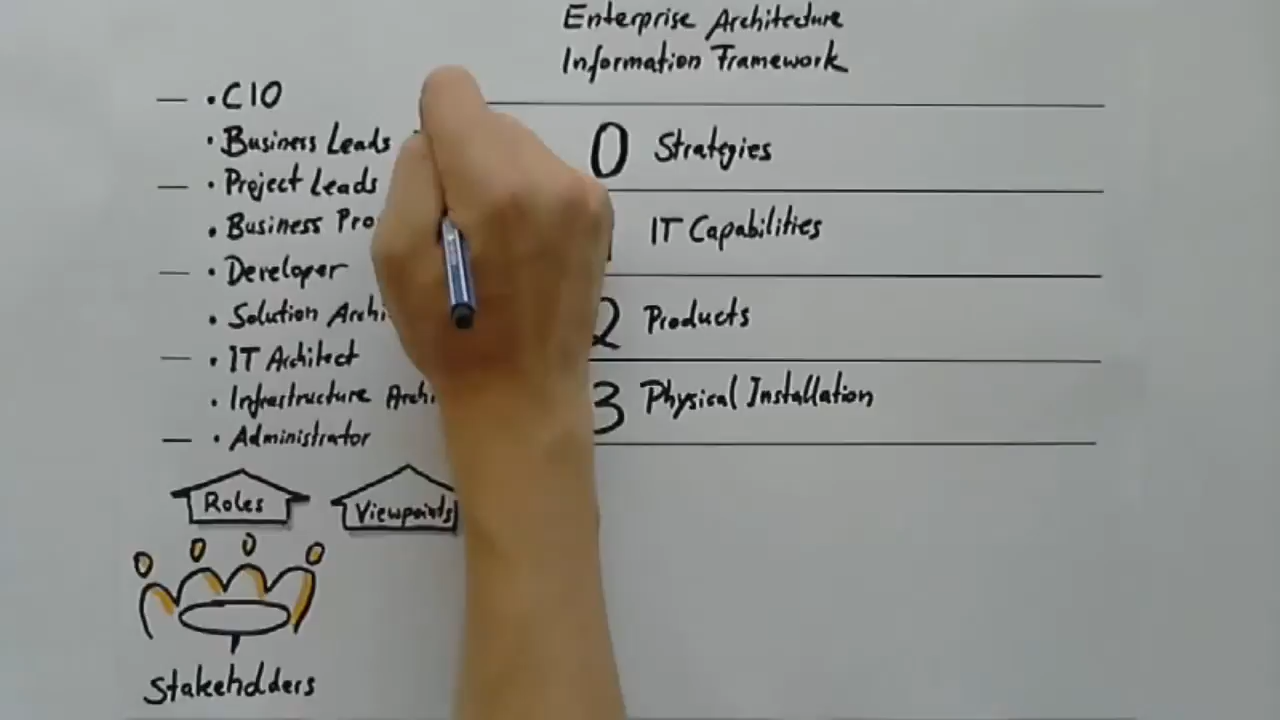 Enterprise Architecture
Information Framework
• CIO
• Business Leads
• Project Leads
• Business
• Developer
• Solution
• IT Architect
• Infrastructure
• Administrator
0 Strategies
IT Capabilities
2 Products
3 Physical Installation
Roles
Viewpoints
Stakeholders